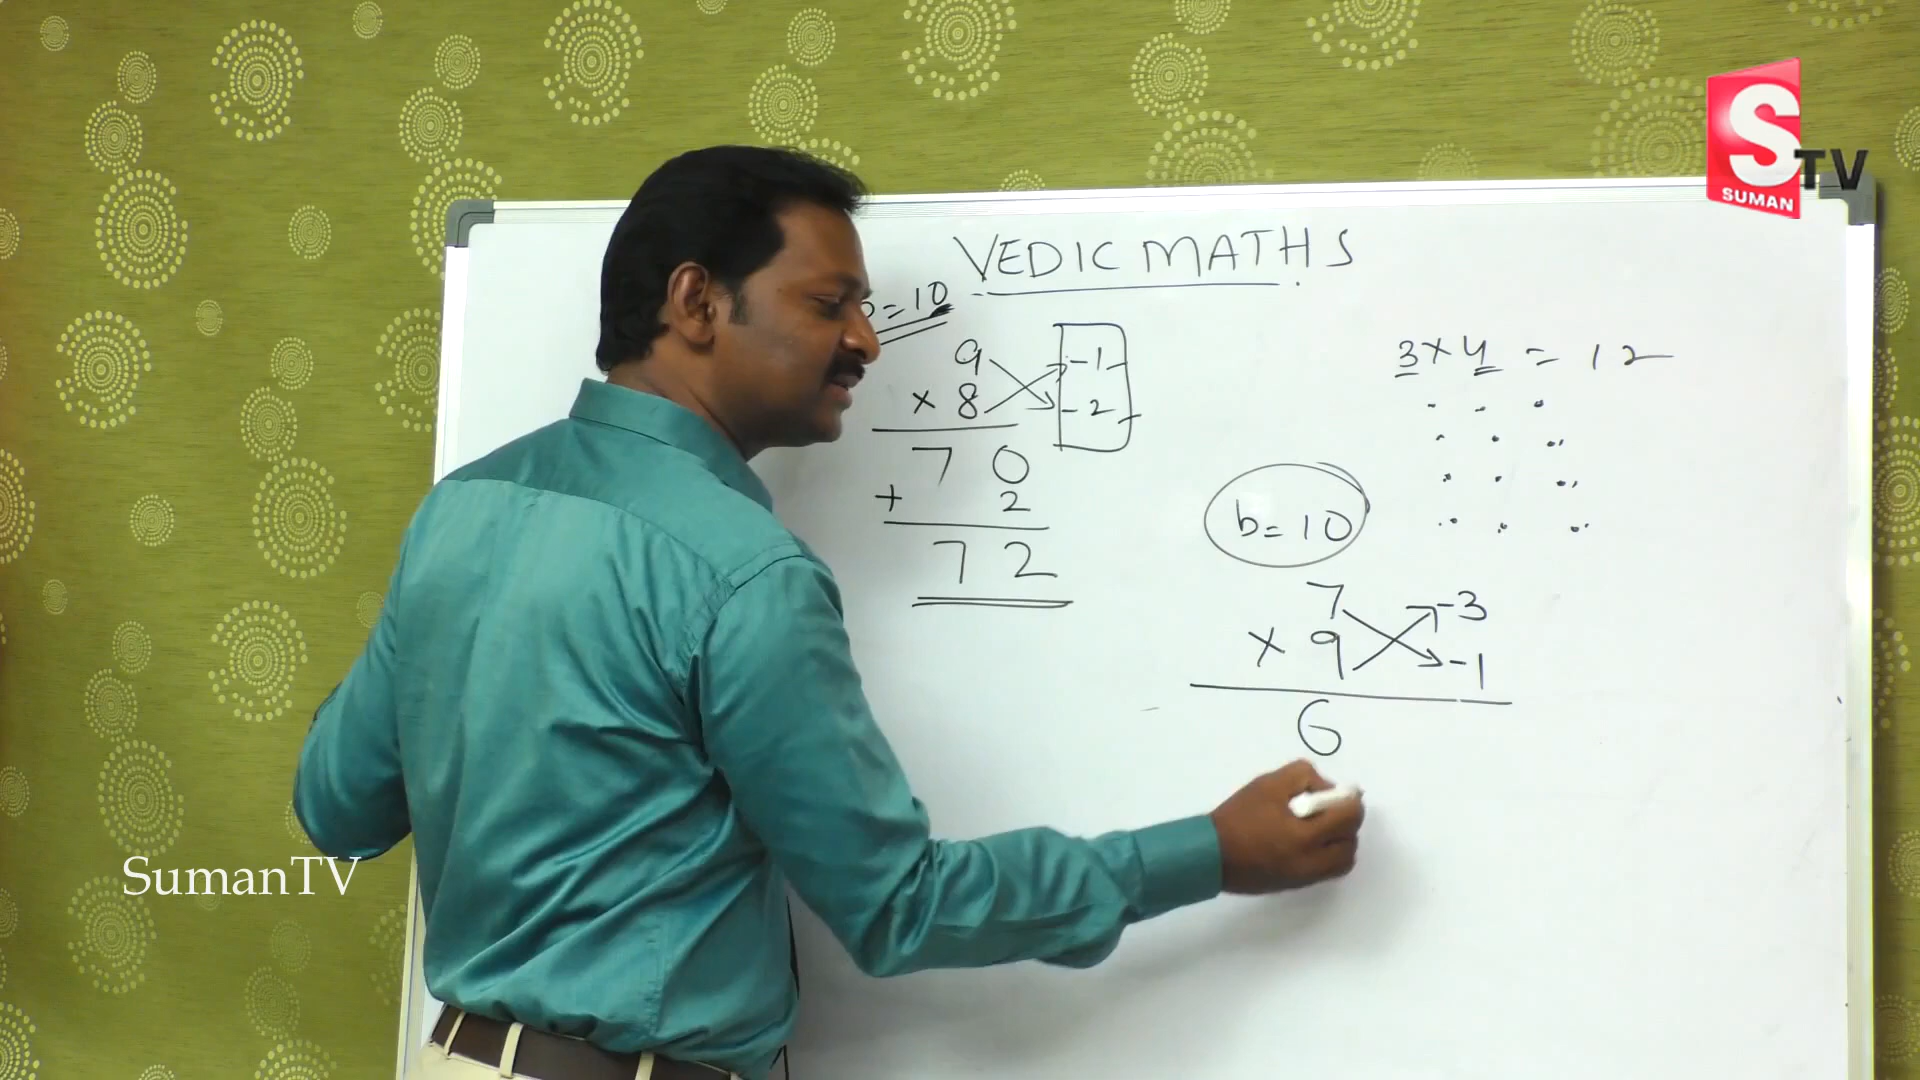 S TV
SUMAN
VEDIC MATHS
=10
9 -1
× 8 -2
7 0
+ 2
7 2
3 × 4 = 12
b=10
7 -3
× 9 -1
6
SumanTV